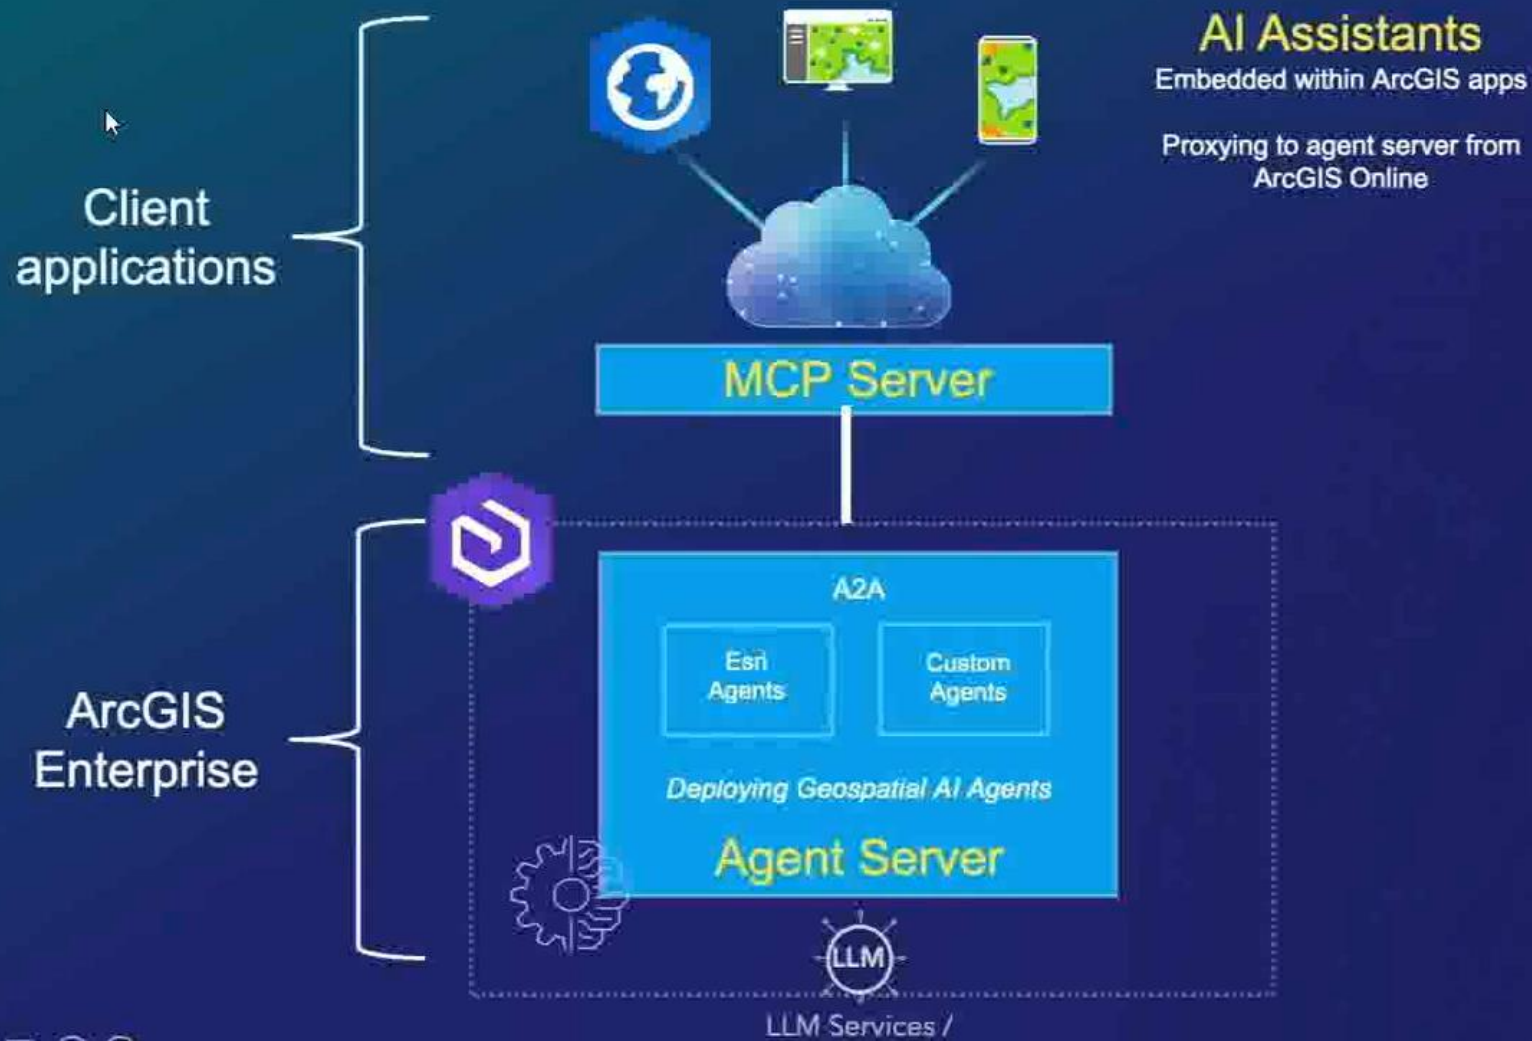 AI Assistants
Embedded within ArcGIS apps
Proxying to agent server from
ArcGIS Online
Client
applications
MCP Server
ArcGIS
Enterprise
A2A
Esri
Agents
Custom
Agents
Deploying Geospatial AI Agents
Agent Server
LLM
LLM Services /